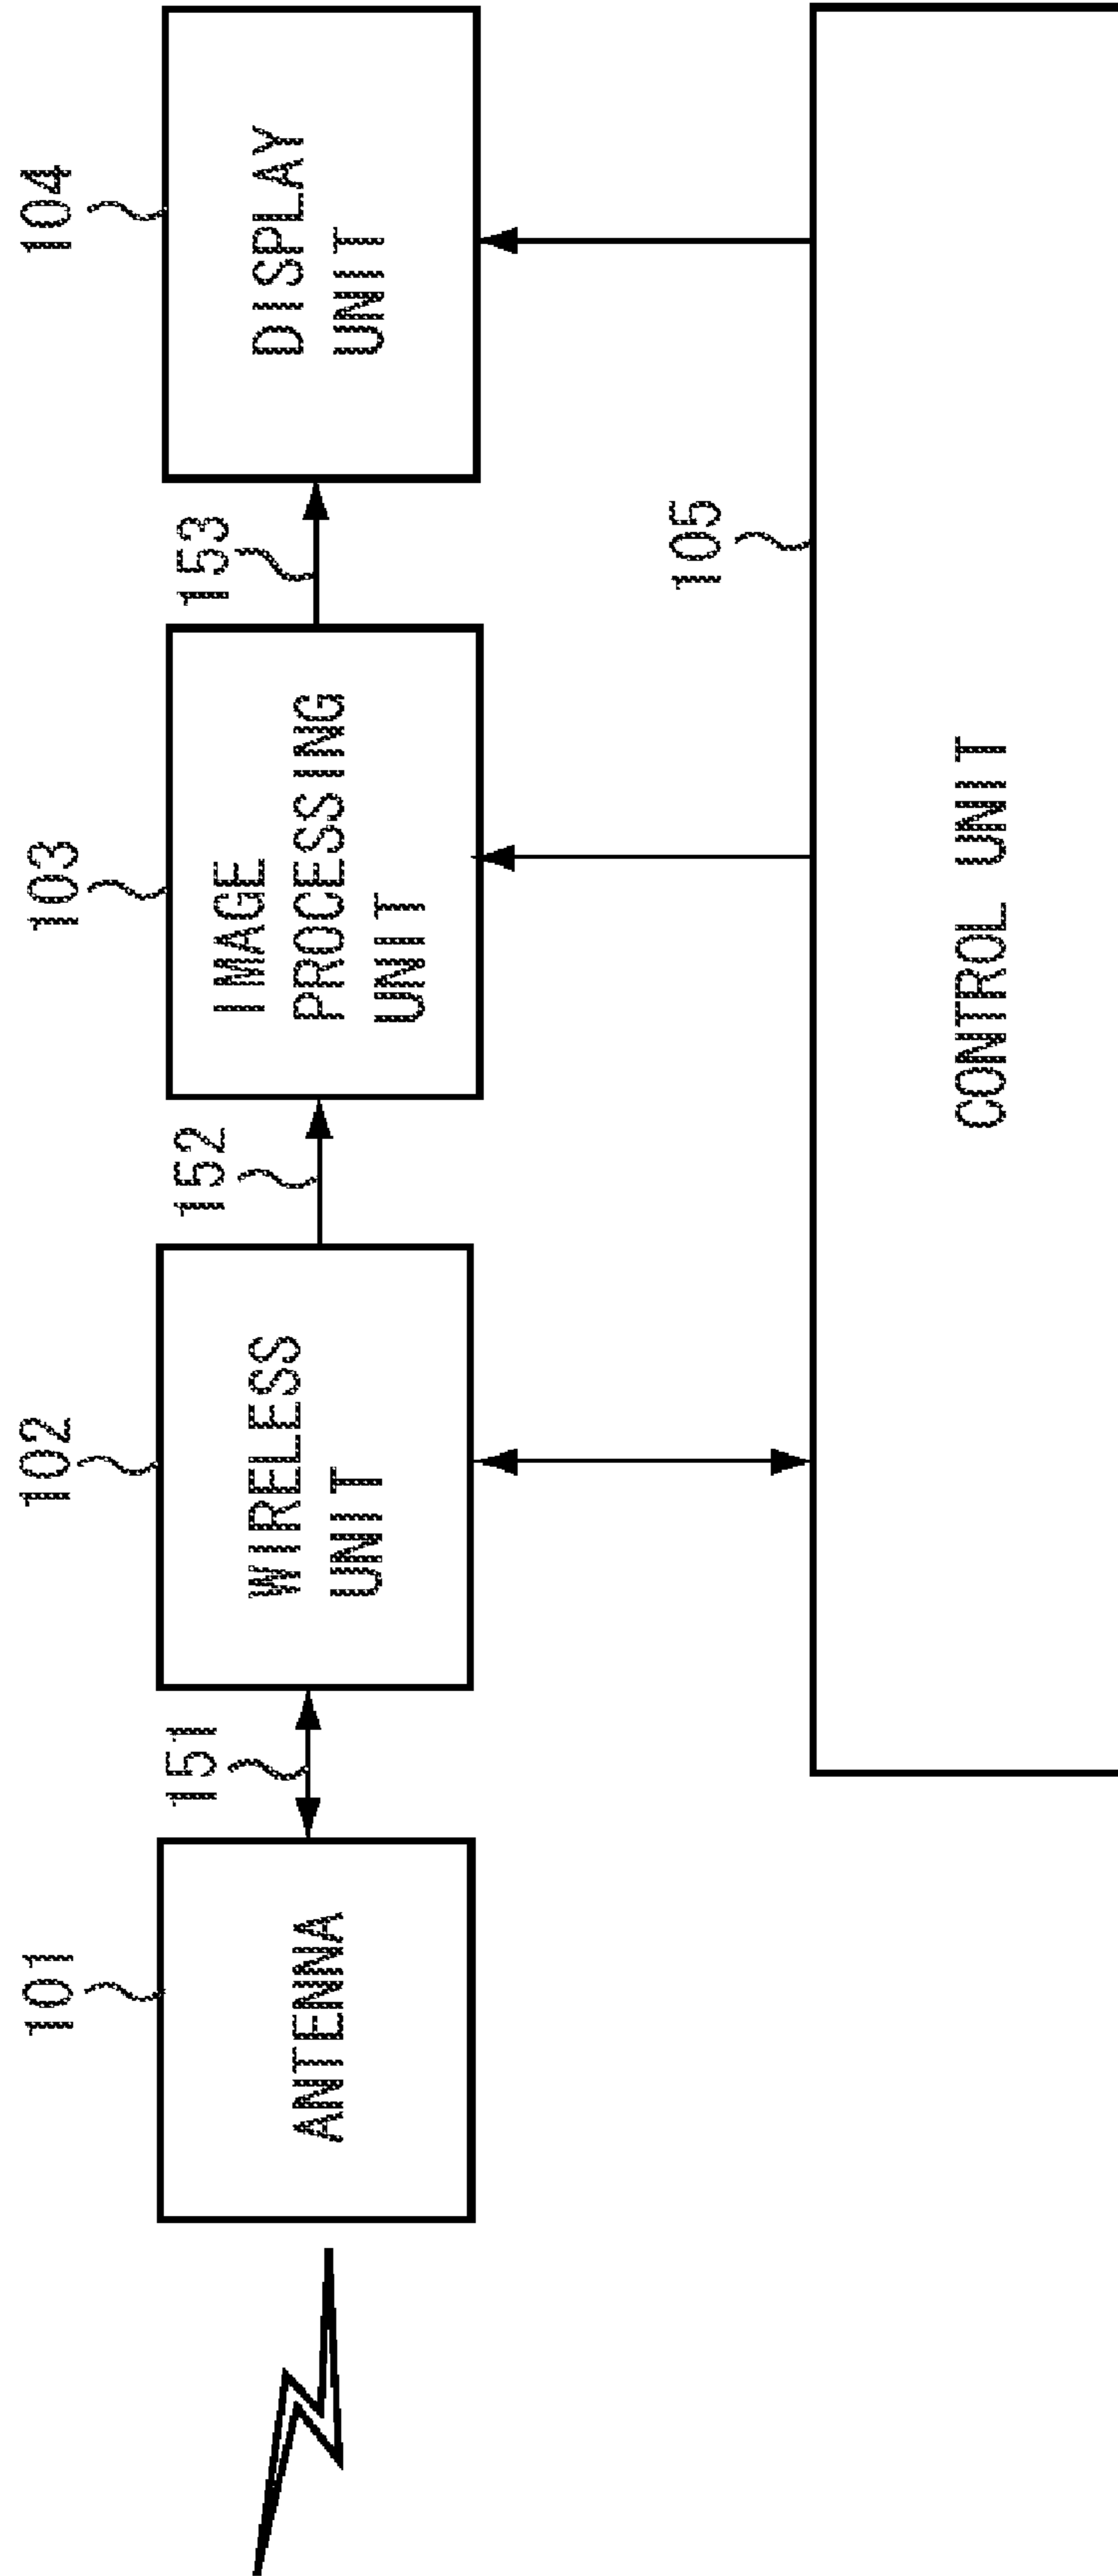 101
102
103
104
151
152
153
ANTENNA
WIRELESS
UNIT
IMAGE
PROCESSING
UNIT
DISPLAY
UNIT
105
CONTROL UNIT